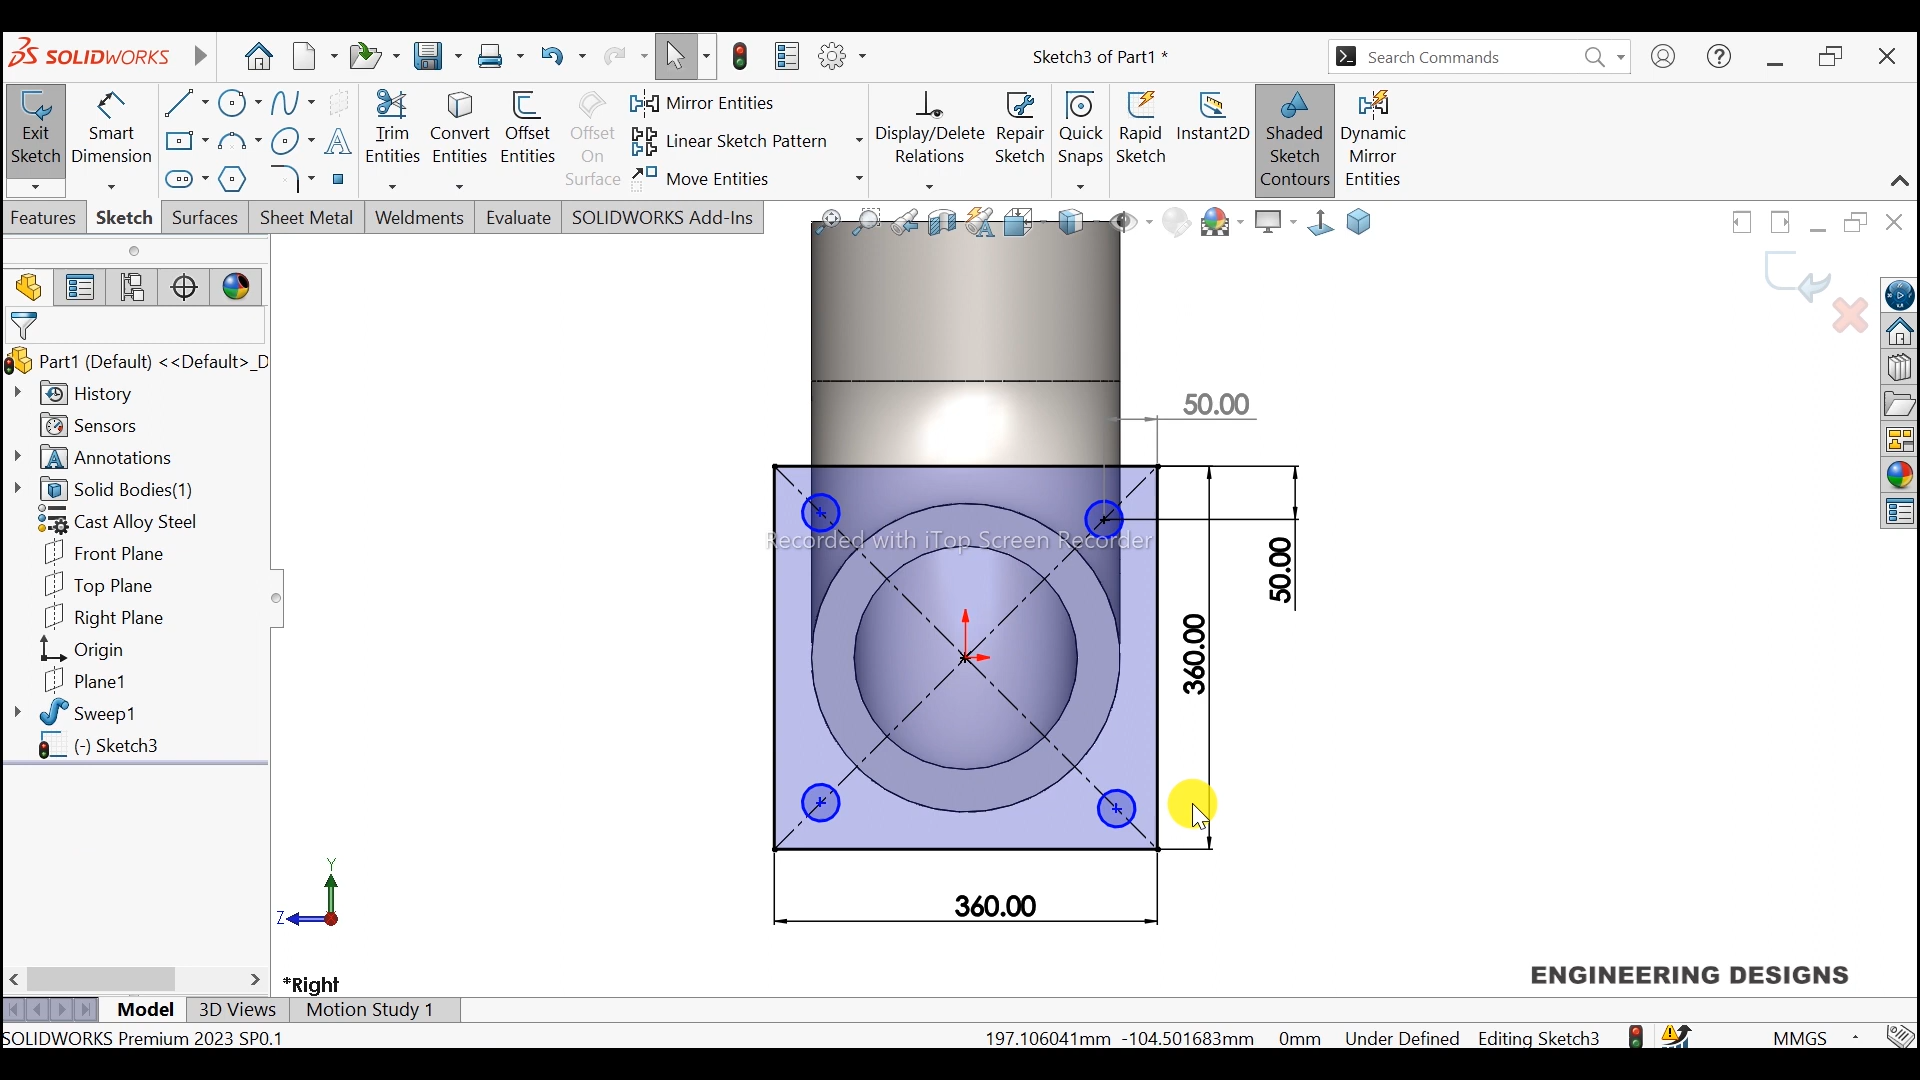 SOLIDWORKS
Sketch3 of Part1 *
Search Commands
Exit Sketch
Smart Dimension
Trim Entities
Convert Entities
Offset Entities
Offset On Surface
Mirror Entities
Linear Sketch Pattern
Move Entities
Display/Delete Relations
Repair Sketch
Quick Snaps
Rapid Sketch
Instant2D
Shaded Sketch Contours
Dynamic Mirror Entities
Features
Sketch
Surfaces
Sheet Metal
Weldments
Evaluate
SOLIDWORKS Add-Ins
Part1 (Default) <<Default>_D
History
Sensors
Annotations
Solid Bodies(1)
Cast Alloy Steel
Front Plane
Top Plane
Right Plane
Origin
Plane1
Sweep1
(-) Sketch3
50.00
50.00
360.00
360.00
Recorded with iTop Screen Recorder
Y
Z
*Right
ENGINEERING DESIGNS
Model
3D Views
Motion Study 1
SOLIDWORKS Premium 2023 SP0.1
197.106041mm -104.501683mm 0mm Under Defined Editing Sketch3
MMGS